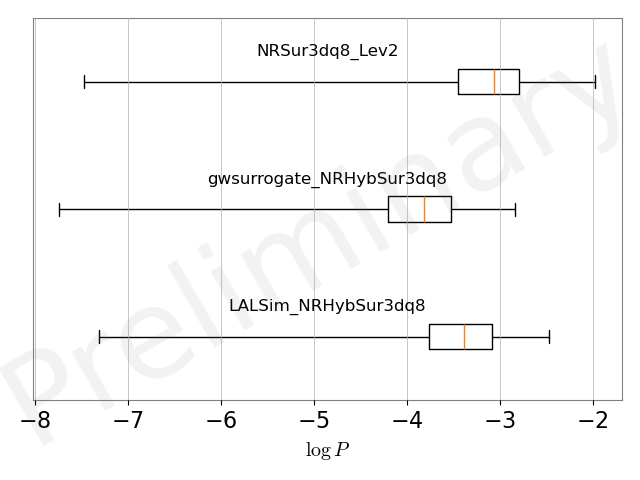 NRSur3dq8_Lev2
gwsurrogate_NRHybSur3dq8
LALSim_NRHybSur3dq8
Preliminary
−8 −7 −6 −5 −4 −3 −2
log P